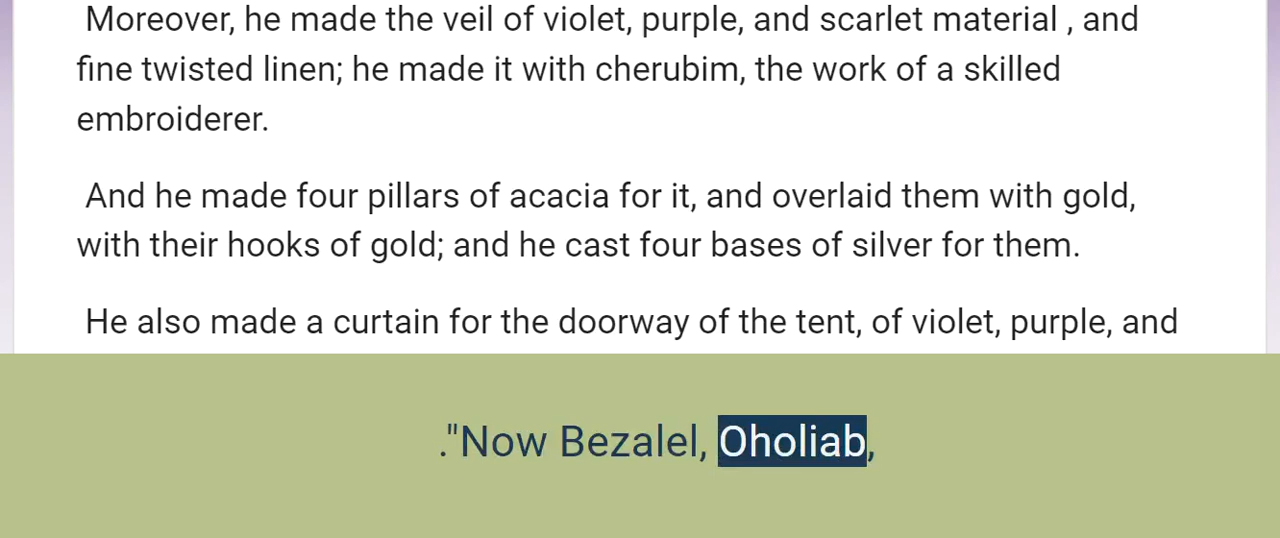 Moreover, he made the veil of violet, purple, and scarlet material , and
fine twisted linen; he made it with cherubim, the work of a skilled
embroiderer.
And he made four pillars of acacia for it, and overlaid them with gold,
with their hooks of gold; and he cast four bases of silver for them.
He also made a curtain for the doorway of the tent, of violet, purple, and
."Now Bezalel, Oholiab,